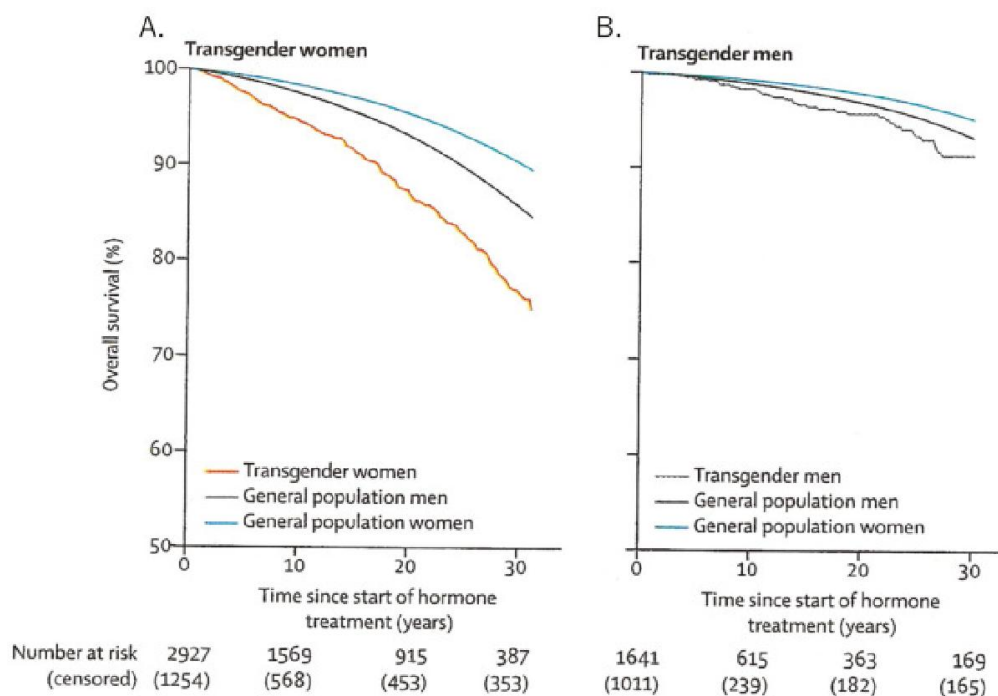 A.
Transgender women
100
90
80
70
60
50
Overall survival (%)
Transgender women
General population men
General population women
0 10 20 30
Time since start of hormone
treatment (years)
B.
Transgender men
Transgender men
General population men
General population women
0 10 20 30
Time since start of hormone
treatment (years)
Number at risk 2927 1569 915 387 1641 615 363 169
(censored) (1254) (568) (453) (353) (1011) (239) (182) (165)